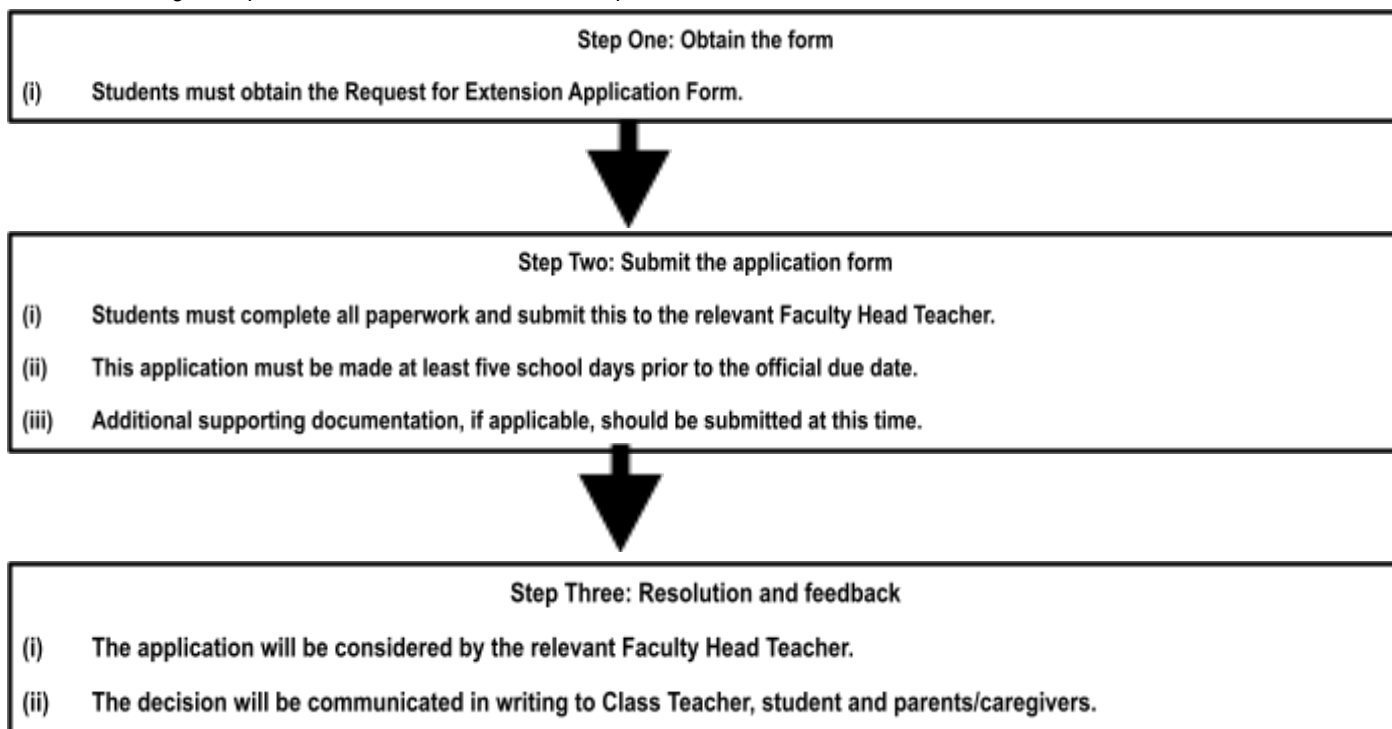 Step One: Obtain the form
(i) Students must obtain the Request for Extension Application Form.
Step Two: Submit the application form
(i) Students must complete all paperwork and submit this to the relevant Faculty Head Teacher.
(ii) This application must be made at least five school days prior to the official due date.
(iii) Additional supporting documentation, if applicable, should be submitted at this time.
Step Three: Resolution and feedback
(i) The application will be considered by the relevant Faculty Head Teacher.
(ii) The decision will be communicated in writing to Class Teacher, student and parents/caregivers.